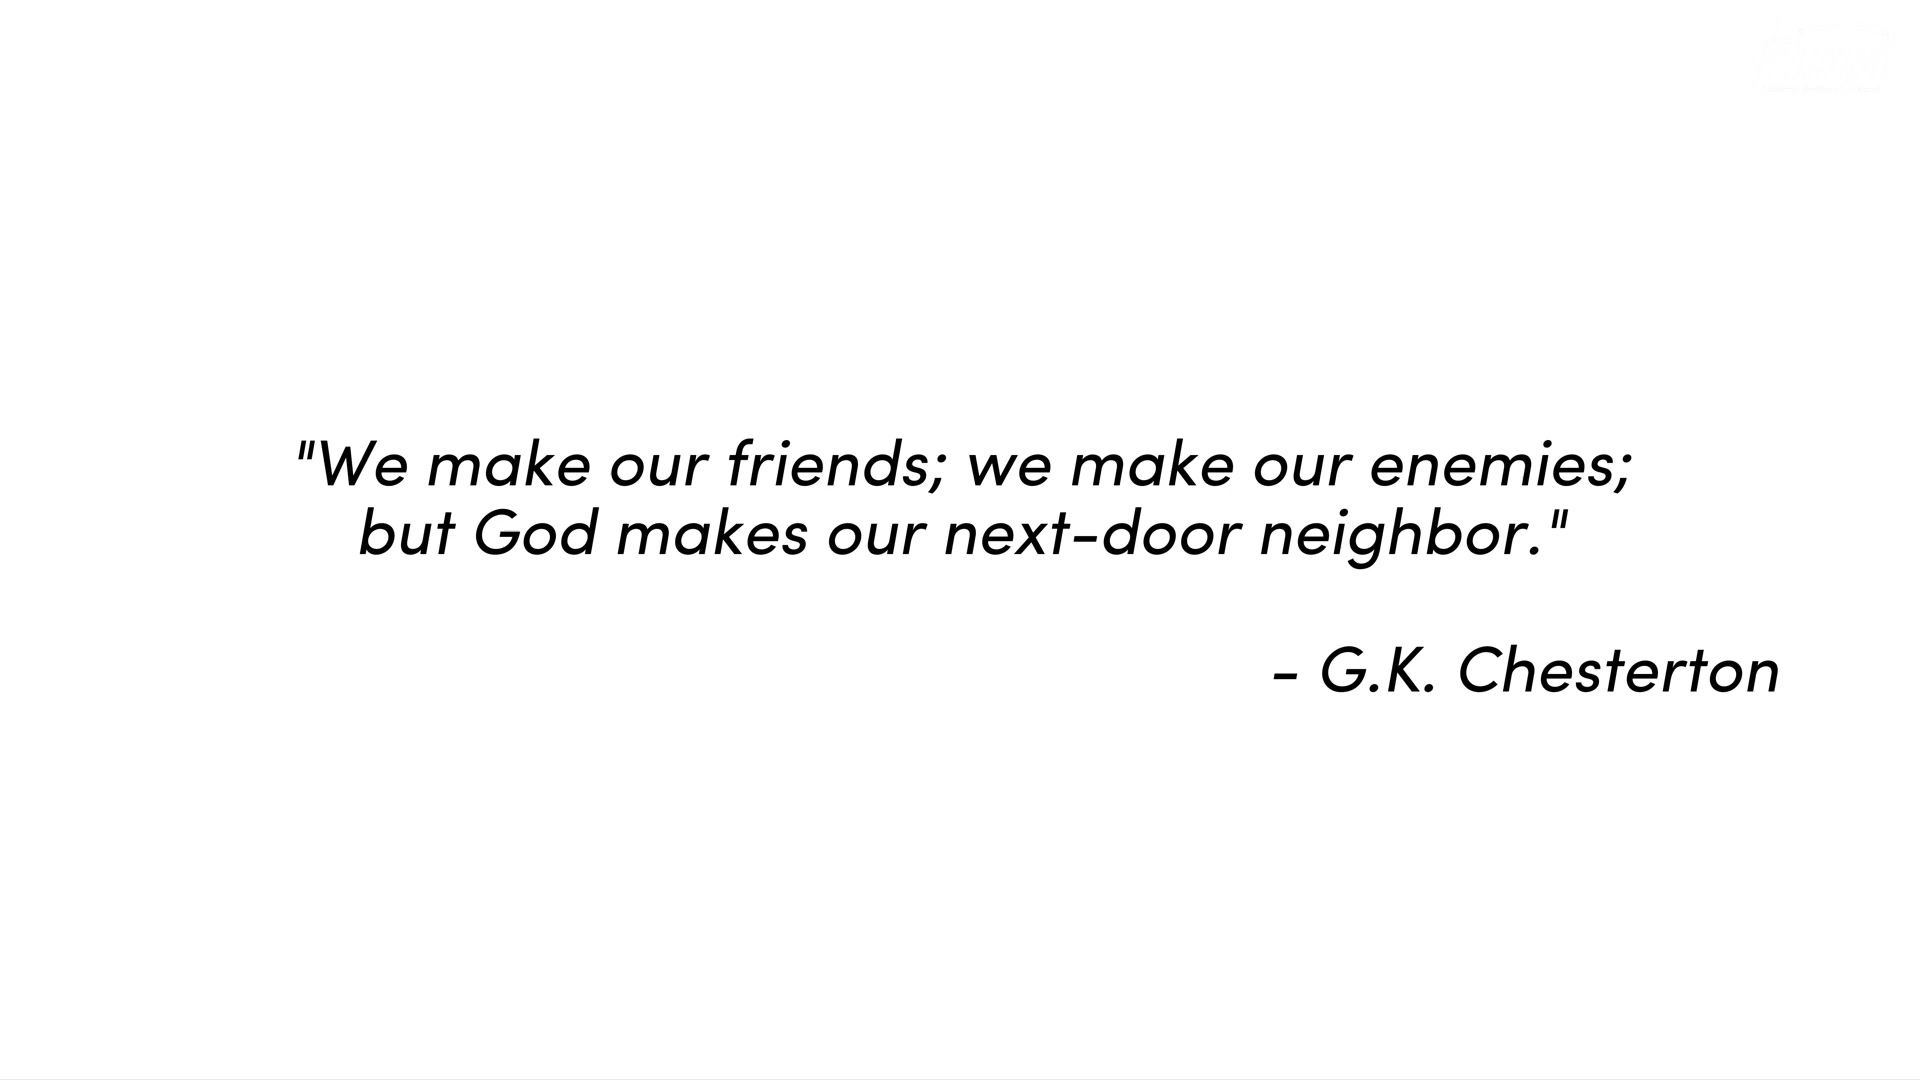 "We make our friends; we make our enemies;
but God makes our next-door neighbor."
- G.K. Chesterton